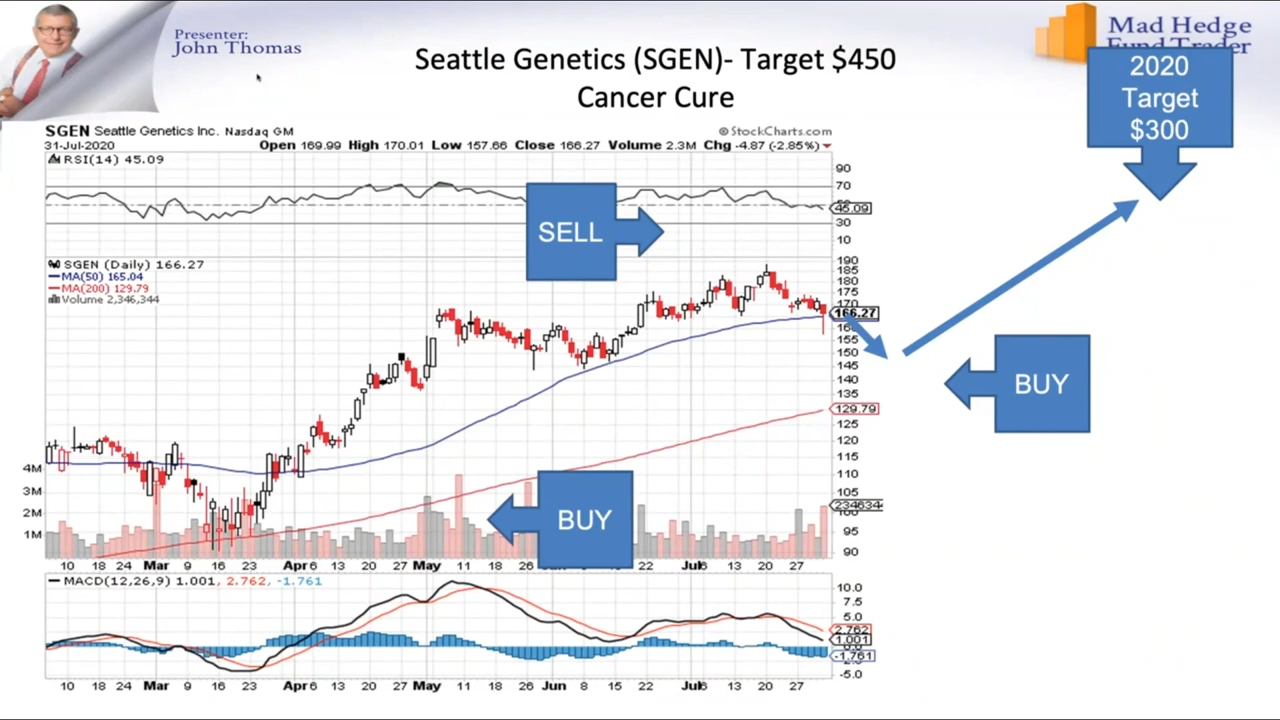 Presenter:
John Thomas
Seattle Genetics (SGEN)- Target $450
Cancer Cure
Mad Hedge
Fund Trader
2020
Target
$300
SGEN Seattle Genetics Inc. Nasdaq GM
© StockCharts.com
31-Jul-2020
Open 169.99 High 170.01 Low 157.66 Close 166.27 Volume 2.3M Chg -4.87 (-2.85%)
RSI(14) 45.09
90
70
45.09
30
10
SELL
SGEN (Daily) 166.27
MA(50) 165.04
MA(200) 129.79
Volume 2,346,344
190
185
180
175
170
166.27
160
155
150
145
140
135
129.79
125
120
115
110
105
2346344
100
95
90
4M
3M
2M
1M
BUY
BUY
10 18 24 Mar 9 16 23 Apr 6 13 20 27 May 11 18 26 Jun 8 15 22 Jul 6 13 20 27
MACD(12,26,9) 1.001, 2.762, -1.761
10.0
7.5
5.0
2.762
1.001
0.0
-1.761
-2.5
-5.0
10 18 24 Mar 9 16 23 Apr 6 13 20 27 May 11 18 26 Jun 8 15 22 Jul 6 13 20 27